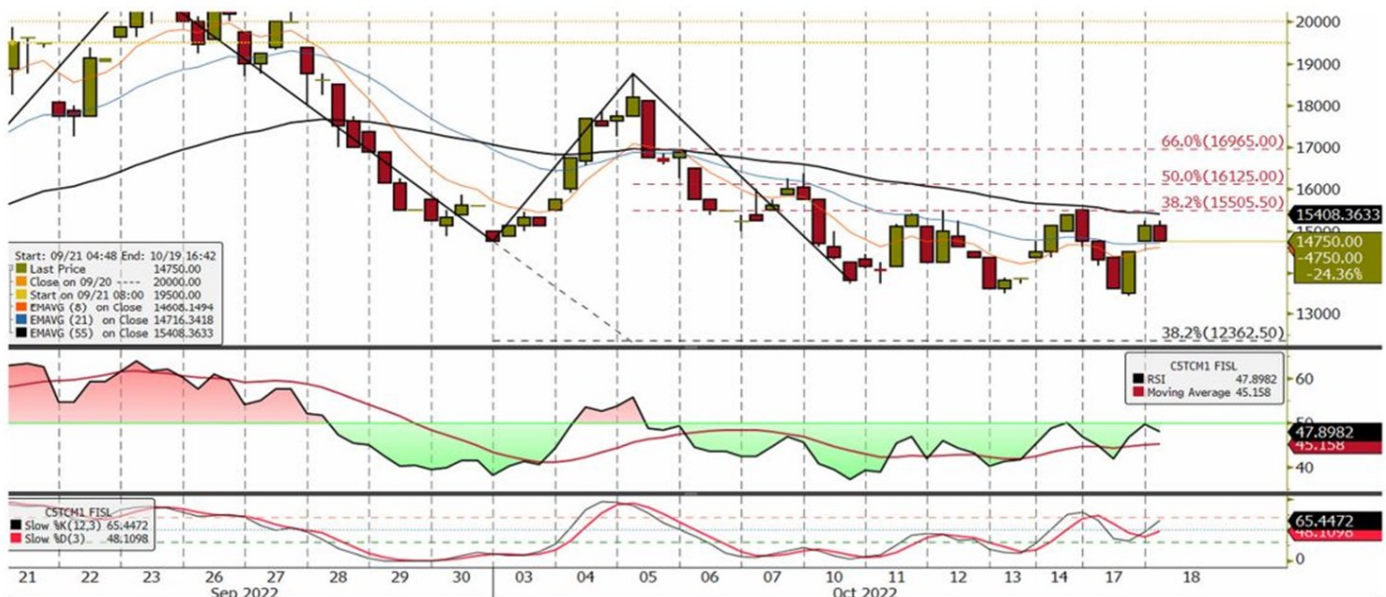 20000
19000
18000
17000
16000
15000
13000
66.0%(16965.00)
50.0%(16125.00)
38.2%(15505.50)
38.2%(12362.50)
15408.3633
14750.00
-4750.00
-24.36%
Start: 09/21 04:48 End: 10/19 16:42
Last Price 14750.00
Close on 09/20 ---- 20000.00
Start on 09/21 08:00 19500.00
EMAVG (8) on Close 14608.1494
EMAVG (21) on Close 14716.3418
EMAVG (55) on Close 15408.3633
C5TCM1 FISL
RSI 47.8982
Moving Average 45.158
60
50
47.8982
45.158
40
C5TCM1 FISL
Slow %K(12,3) 65.4472
Slow %D(3) 48.1098
65.4472
48.1098
0
21 22 23 26 27 28 29 30 03 04 05 06 07 10 11 12 13 14 17 18
Sep 2022 Oct 2022